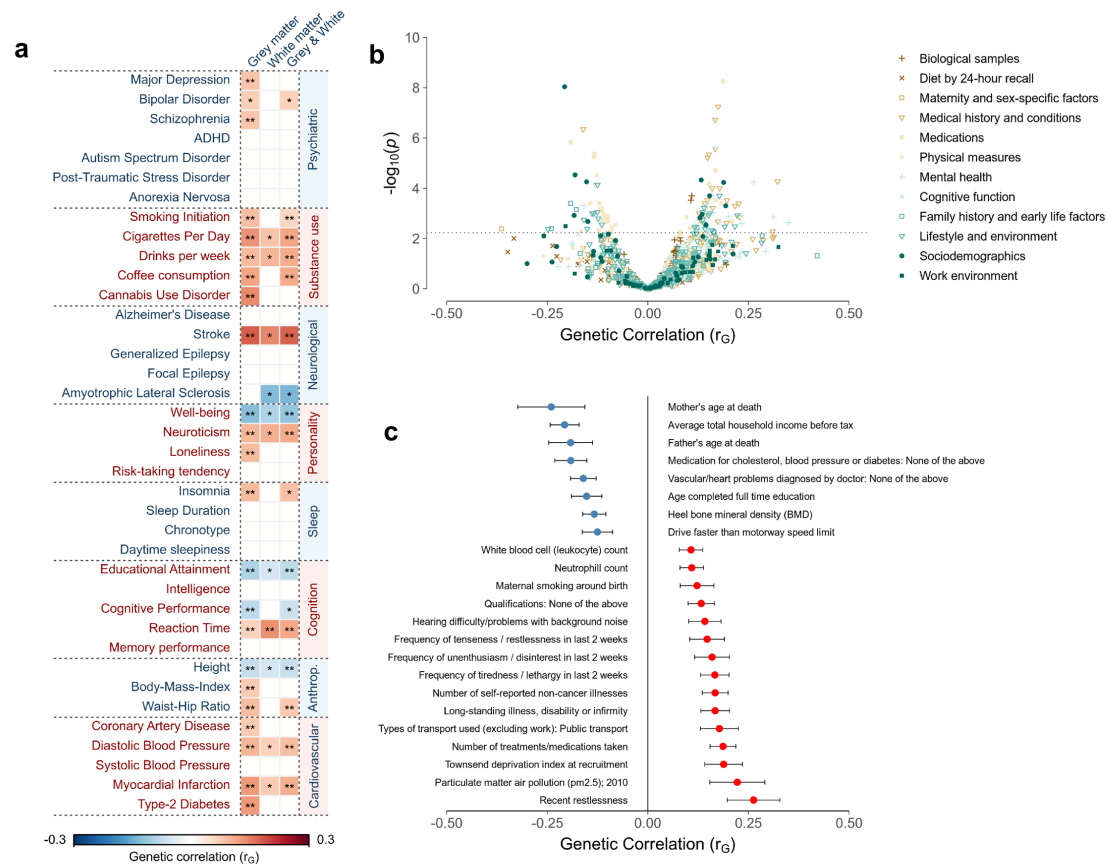 a
Grey matter
White matter
Grey & White
Major Depression **
Bipolar Disorder * *
Schizophrenia **
ADHD
Autism Spectrum Disorder
Post-Traumatic Stress Disorder
Anorexia Nervosa
Psychiatric
Smoking Initiation ** **
Cigarettes Per Day ** * **
Drinks per week ** * **
Coffee consumption ** **
Cannabis Use Disorder **
Substance use
Alzheimer's Disease
Stroke ** * **
Generalized Epilepsy
Focal Epilepsy
Amyotrophic Lateral Sclerosis * *
Neurological
Well-being ** * **
Neuroticism ** * **
Loneliness **
Risk-taking tendency
Personality
Insomnia ** *
Sleep Duration
Chronotype
Daytime sleepiness
Sleep
Educational Attainment ** * **
Intelligence
Cognitive Performance ** *
Reaction Time ** ** **
Memory performance
Cognition
Height ** * **
Body-Mass-Index **
Waist-Hip Ratio ** **
Anthrop.
Coronary Artery Disease **
Diastolic Blood Pressure ** * **
Systolic Blood Pressure
Myocardial Infarction ** * **
Type-2 Diabetes **
Cardiovascular
-0.3 0.3
Genetic correlation (rG)
b
10
8
6
4
2
0
-log10(p)
-0.50 -0.25 0.00 0.25 0.50
Genetic Correlation (rG)
Biological samples
Diet by 24-hour recall
Maternity and sex-specific factors
Medical history and conditions
Medications
Physical measures
Mental health
Cognitive function
Family history and early life factors
Lifestyle and environment
Sociodemographics
Work environment
c
Mother's age at death
Average total household income before tax
Father's age at death
Medication for cholesterol, blood pressure or diabetes: None of the above
Vascular/heart problems diagnosed by doctor: None of the above
Age completed full time education
Heel bone mineral density (BMD)
Drive faster than motorway speed limit
White blood cell (leukocyte) count
Neutrophill count
Maternal smoking around birth
Qualifications: None of the above
Hearing difficulty/problems with background noise
Frequency of tenseness / restlessness in last 2 weeks
Frequency of unenthusiasm / disinterest in last 2 weeks
Frequency of tiredness / lethargy in last 2 weeks
Number of self-reported non-cancer illnesses
Long-standing illness, disability or infirmity
Types of transport used (excluding work): Public transport
Number of treatments/medications taken
Townsend deprivation index at recruitment
Particulate matter air pollution (pm2.5); 2010
Recent restlessness
-0.50 -0.25 0.00 0.25 0.50
Genetic Correlation (rG)